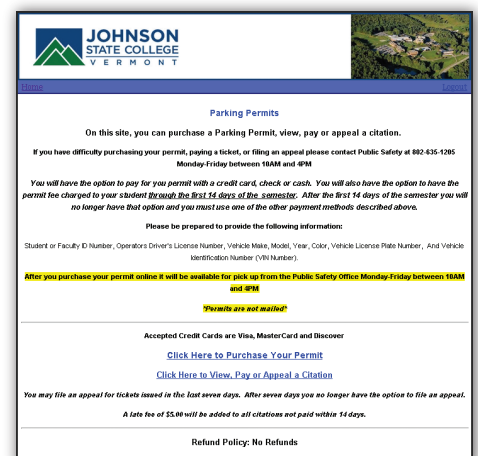 JOHNSON
STATE COLLEGE
VERMONT
Home
Logout
Parking Permits
On this site, you can purchase a Parking Permit, view, pay or appeal a citation.
If you have difficulty purchasing your permit, paying a ticket, or filing an appeal please contact Public Safety at 802-635-1205
Monday-Friday between 10AM and 4PM
You will have the option to pay for you permit with a credit card, check or cash. You will also have the option to have the
permit fee charged to your student through the first 14 days of the semester. After the first 14 days of the semester you will
no longer have that option and you must use one of the other payment methods described above.
Please be prepared to provide the following information:
Student or Faculty ID Number, Operators Driver's License Number, Vehicle Make, Model, Year, Color, Vehicle License Plate Number, And Vehicle
Identification Number (VIN Number).
After you purchase your permit online it will be available for pick up from the Public Safety Office Monday-Friday between 10AM
and 4PM
*Permits are not mailed*
Accepted Credit Cards are Visa, MasterCard and Discover
Click Here to Purchase Your Permit
Click Here to View, Pay or Appeal a Citation
You may file an appeal for tickets issued in the last seven days. After seven days you no longer have the option to file an appeal.
A late fee of $5.00 will be added to all citations not paid within 14 days.
Refund Policy: No Refunds